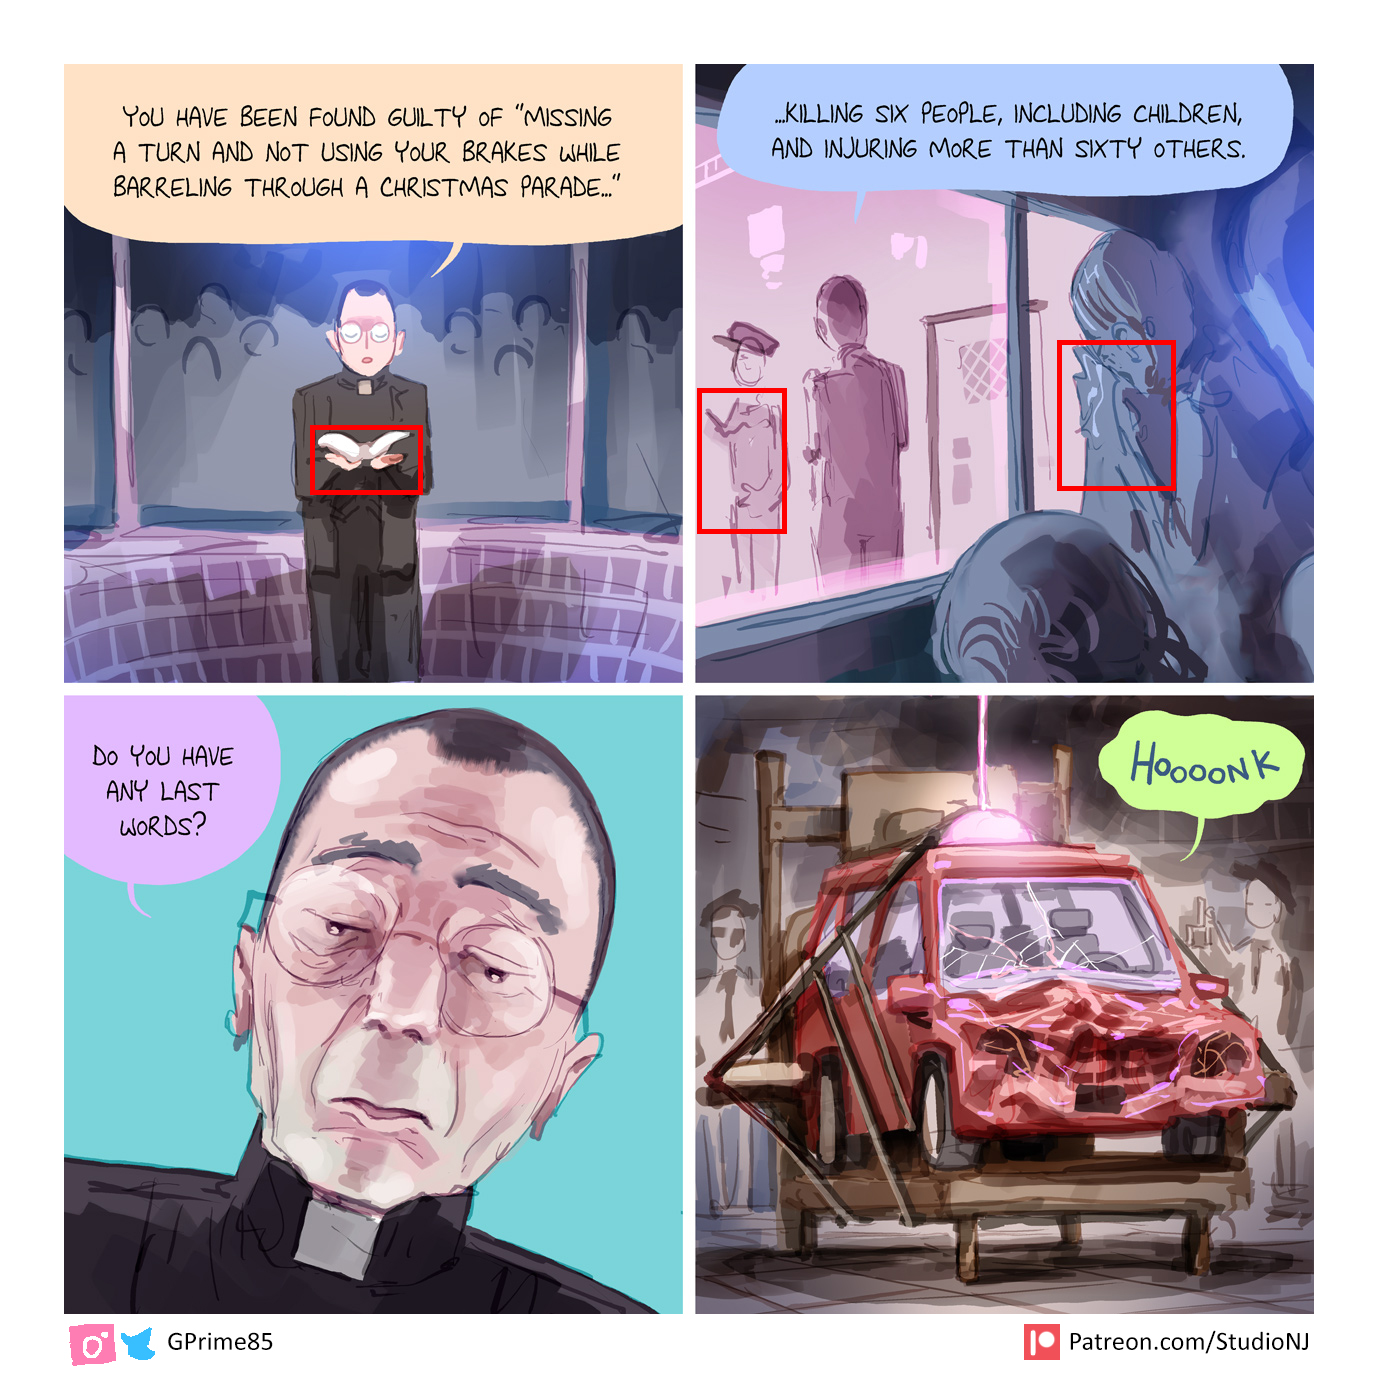 YOU HAVE BEEN FOUND GUILTY OF "MISSING
A TURN AND NOT USING YOUR BRAKES WHILE
BARRELING THROUGH A CHRISTMAS PARADE..."
...KILLING SIX PEOPLE, INCLUDING CHILDREN,
AND INJURING MORE THAN SIXTY OTHERS.
DO YOU HAVE
ANY LAST
WORDS?
HOOOONK
GPrime85
Patreon.com/StudioNJ